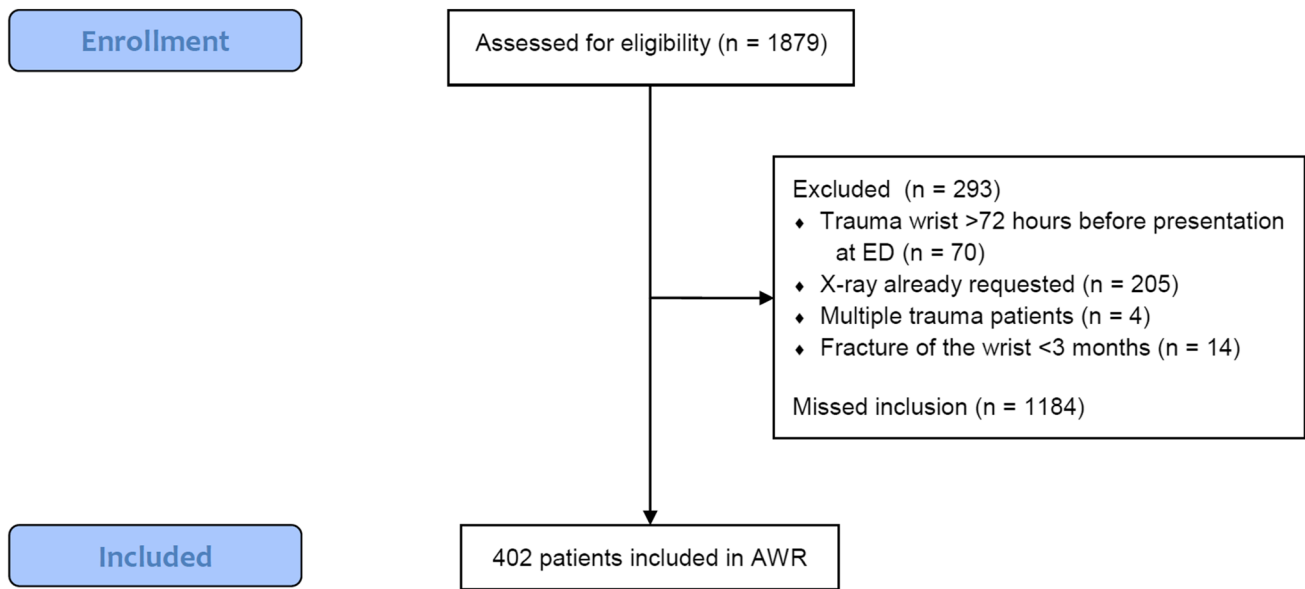 Enrollment
Assessed for eligibility (n = 1879)
Excluded (n = 293)
♦ Trauma wrist >72 hours before presentation
at ED (n = 70)
♦ X-ray already requested (n = 205)
♦ Multiple trauma patients (n = 4)
♦ Fracture of the wrist <3 months (n = 14)
Missed inclusion (n = 1184)
Included
402 patients included in AWR